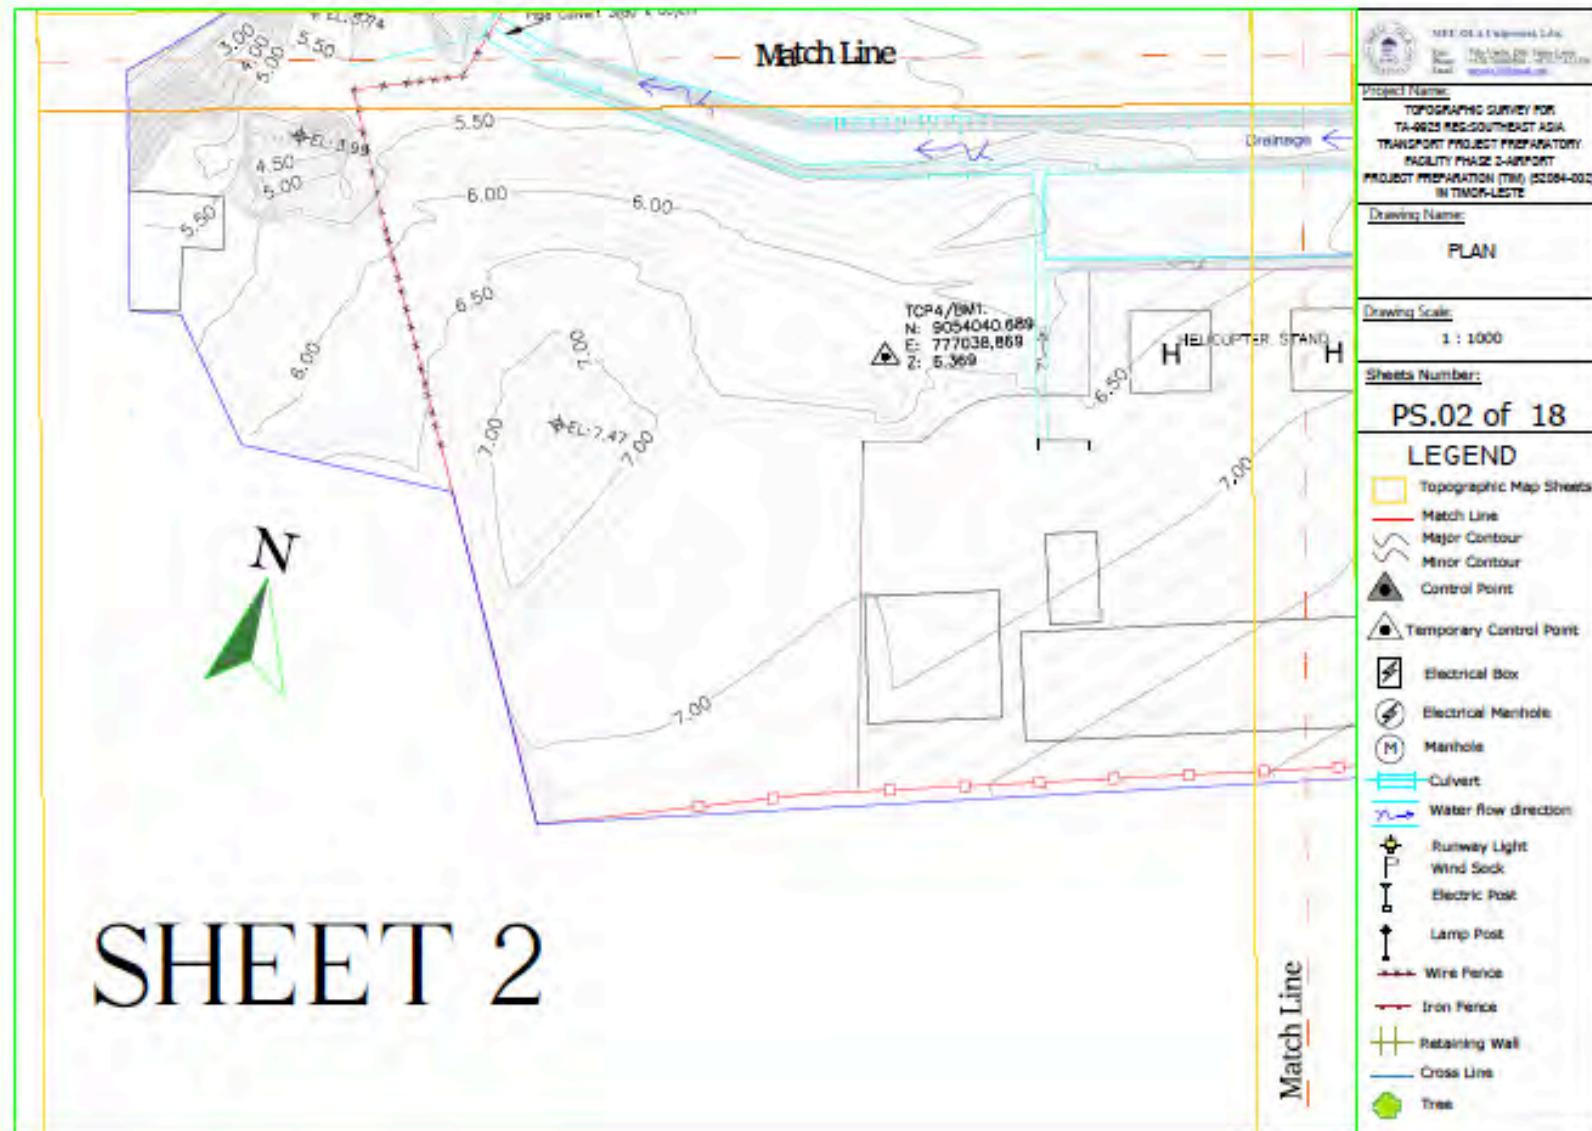 Match Line
3.00
4.00
5.00
5.50
5.50
EL:3.99
4.50
5.00
5.50
6.00
6.00
6.50
6.00
7.00
7.00
EL:7.47
7.00
7.00
Drainage
TCP4/BM1.
N: 9054040.689
E: 777038,869
Z: 5.369
HELICOPTER STAND
H
H
6.50
7.00
N
SHEET 2
Match Line
Project Name:
TOPOGRAPHIC SURVEY FOR
TA-9925 REG:SOUTHEAST ASIA
TRANSPORT PROJECT PREPARATORY
FACILITY PHASE 2-AIRPORT
PROJECT PREPARATION (TIM) (52084-002)
IN TIMOR-LESTE
Drawing Name:
PLAN
Drawing Scale:
1 : 1000
Sheets Number:
PS.02 of 18
LEGEND
Topographic Map Sheets
Match Line
Major Contour
Minor Contour
Control Point
Temporary Control Point
Electrical Box
Electrical Manhole
M
Manhole
Culvert
Water flow direction
Runway Light
Wind Sock
Electric Post
Lamp Post
Wire Fence
Iron Fence
Retaining Wall
Cross Line
Tree